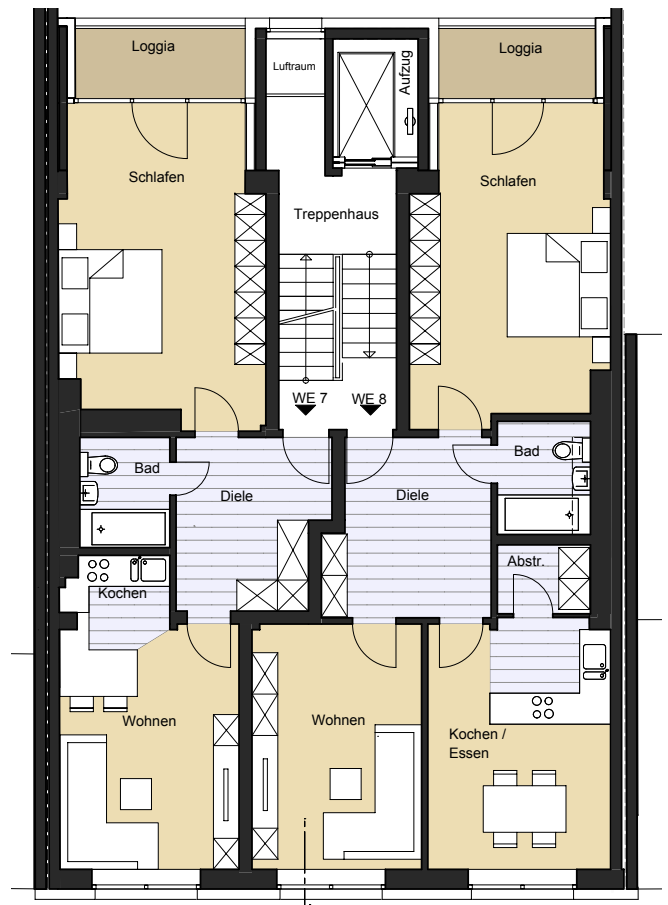 Loggia
Loggia
Luftraum
Aufzug
Schlafen
Schlafen
Treppenhaus
WE 7
WE 8
Bad
Bad
Diele
Diele
Abstr.
Kochen
Wohnen
Wohnen
Kochen /
Essen